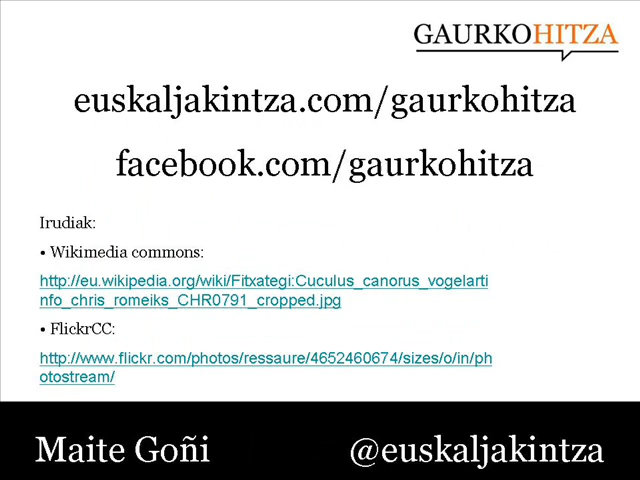 GAURKOHITZA
euskaljakintza.com/gaurkohitza
facebook.com/gaurkohitza
Irudiak:
• Wikimedia commons:
http://eu.wikipedia.org/wiki/Fitxategi:Cuculus_canorus_vogelarti
nfo_chris_romeiks_CHR0791_cropped.jpg
• FlickrCC:
http://www.flickr.com/photos/ressaure/4652460674/sizes/o/in/ph
otostream/
Maite Goñi @euskaljakintza